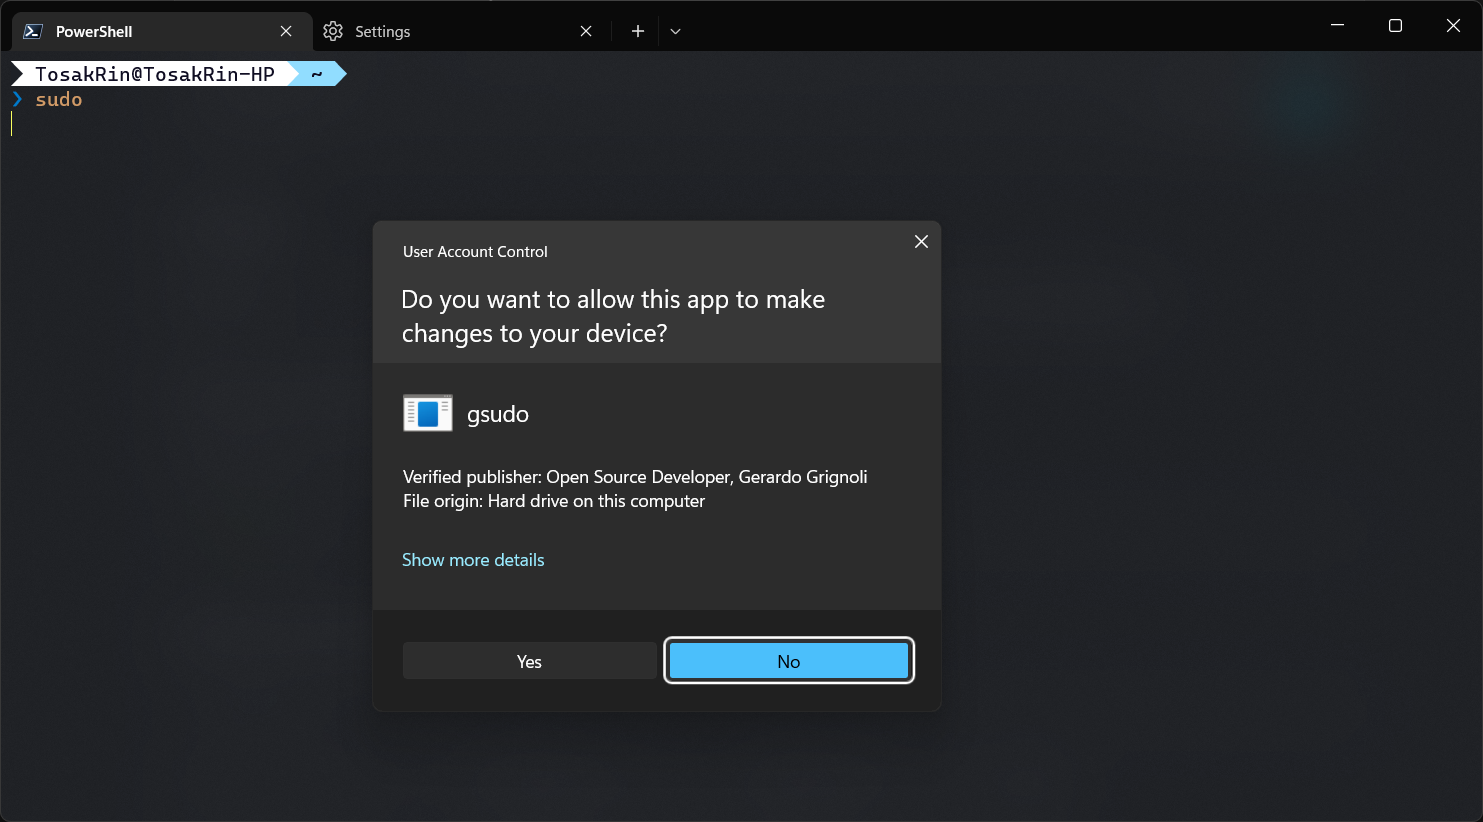 PowerShell
Settings
TosakRin@TosakRin-HP ~
❯ sudo
User Account Control
Do you want to allow this app to make
changes to your device?
gsudo
Verified publisher: Open Source Developer, Gerardo Grignoli
File origin: Hard drive on this computer
Show more details
Yes
No